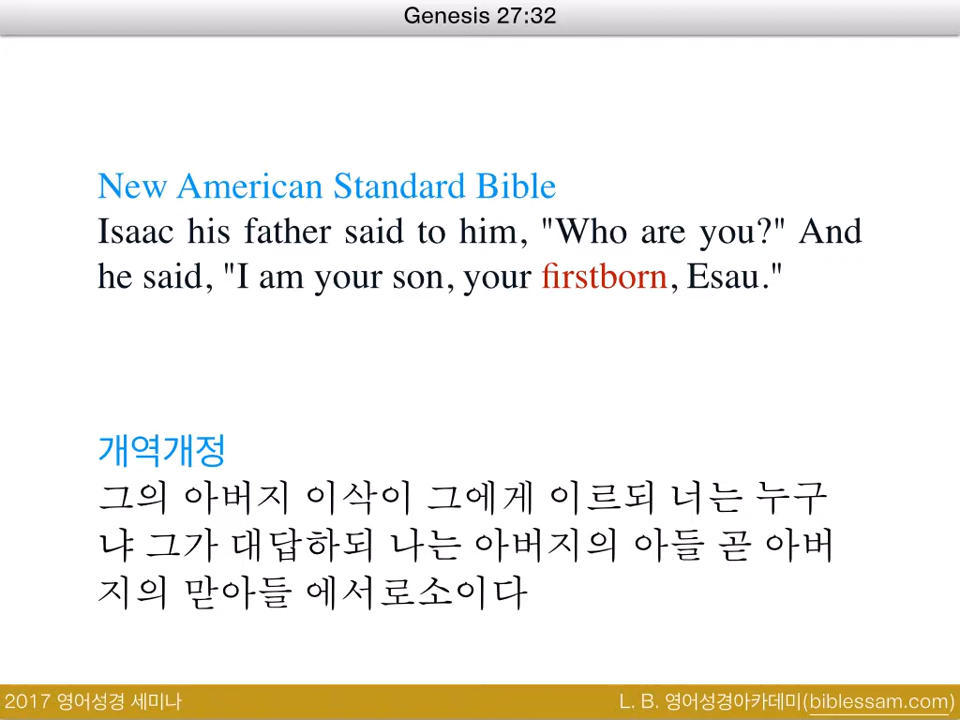 Genesis 27:32
New American Standard Bible
Isaac his father said to him, "Who are you?" And
he said, "I am your son, your firstborn, Esau."
개역개정
그의 아버지 이삭이 그에게 이르되 너는 누구
냐 그가 대답하되 나는 아버지의 아들 곧 아버
지의 맏아들 에서로소이다
2017 영어성경 세미나
L. B. 영어성경아카데미(biblessam.com)